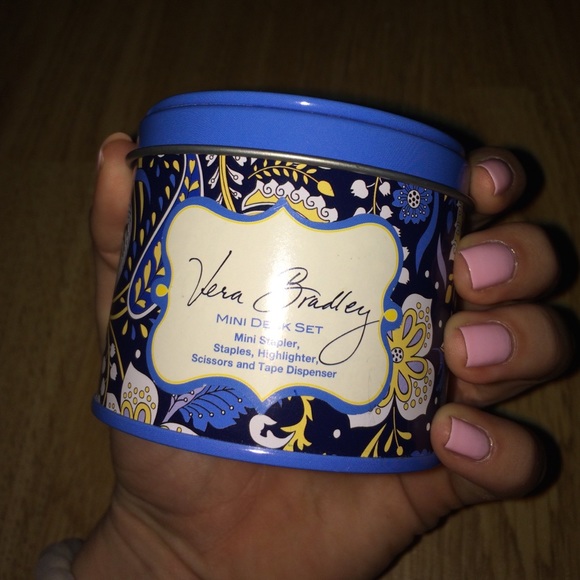 Vera Bradley
MINI DESK SET
Mini Stapler,
Staples, Highlighter,
Scissors and Tape Dispenser